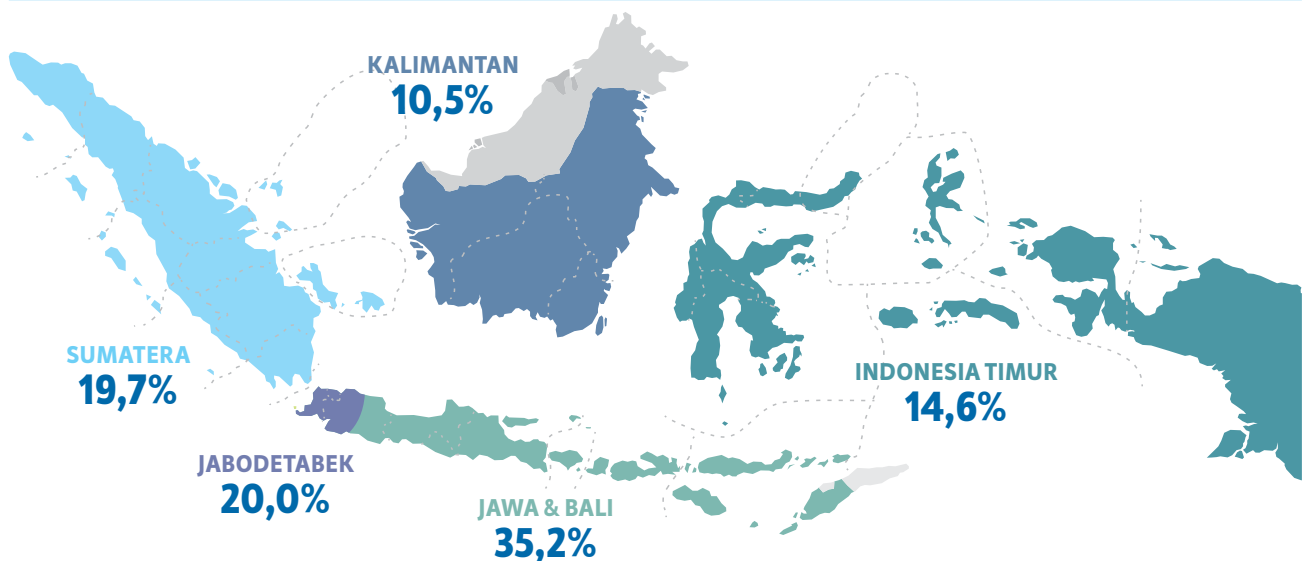 KALIMANTAN
10,5%
SUMATERA
19,7%
INDONESIA TIMUR
14,6%
JABODETABEK
20,0%
JAWA & BALI
35,2%